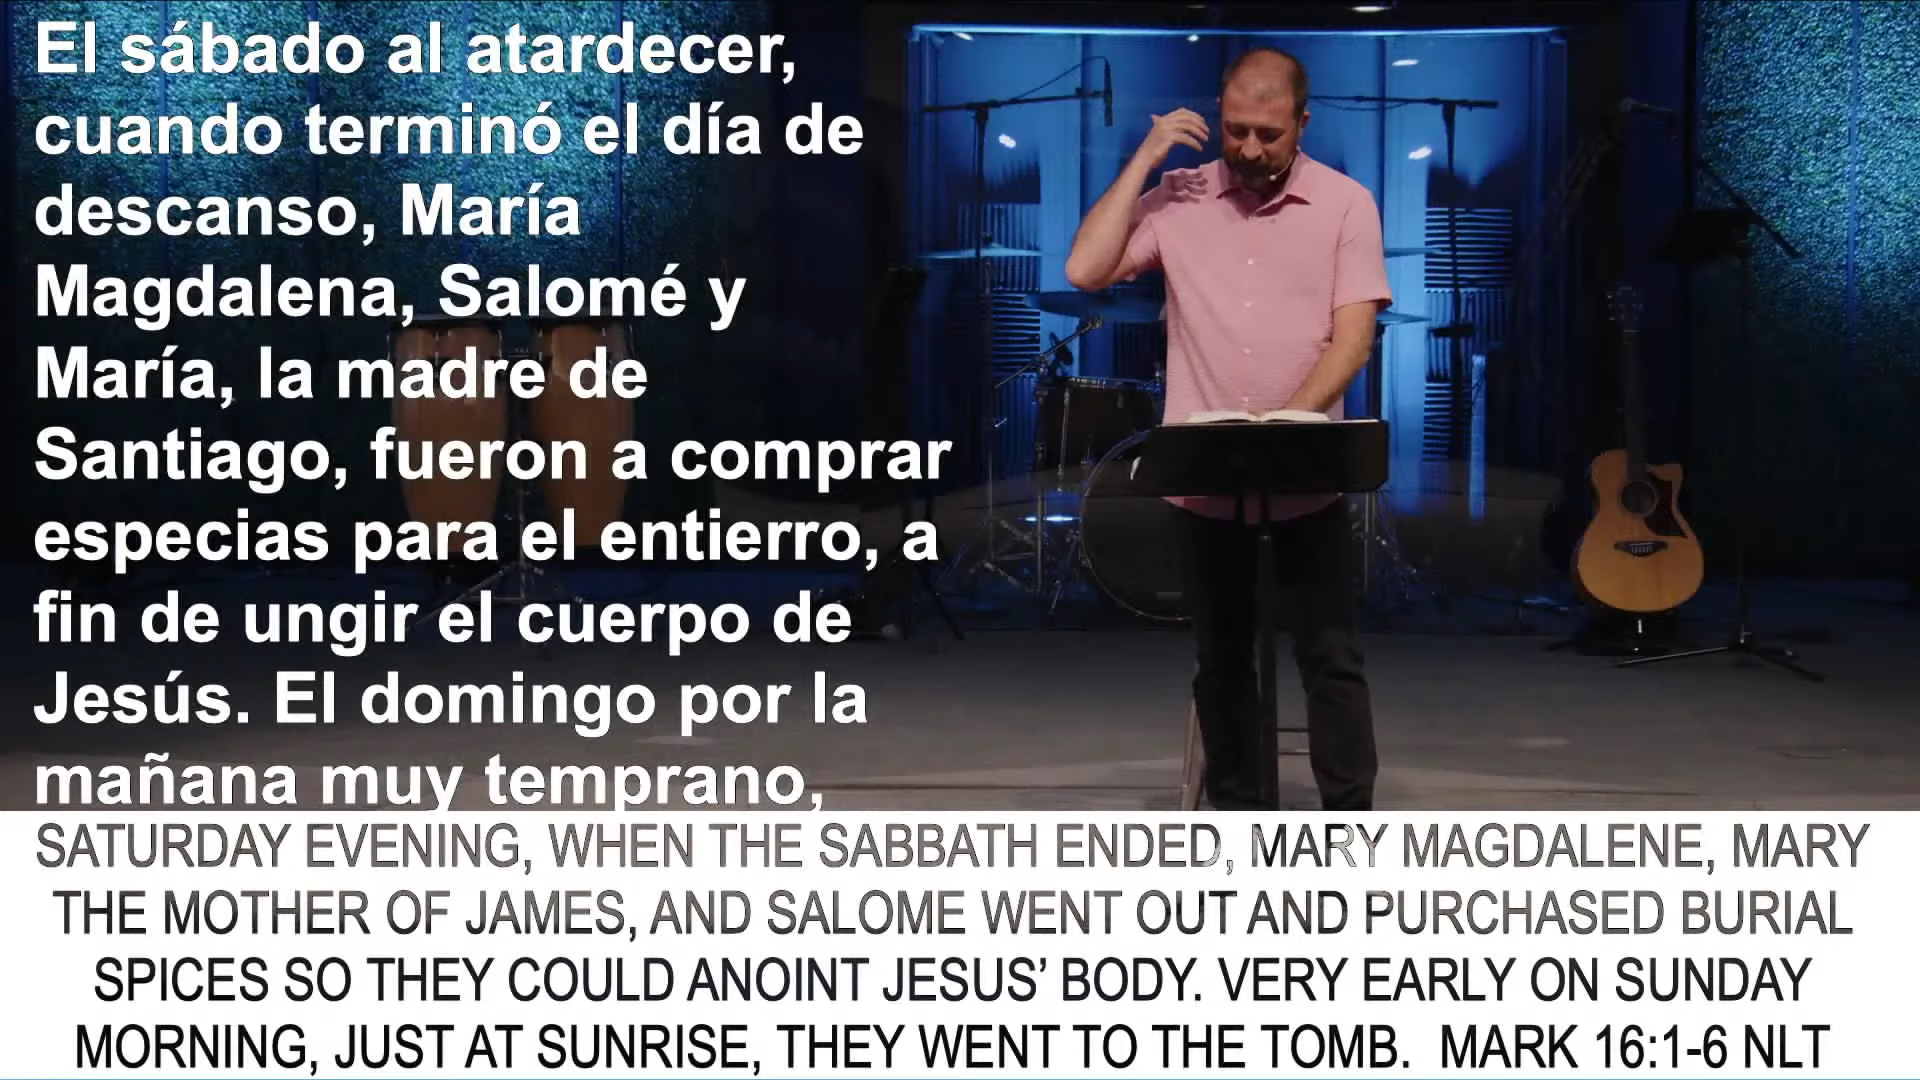 El sábado al atardecer,
cuando terminó el día de
descanso, María
Magdalena, Salomé y
María, la madre de
Santiago, fueron a comprar
especias para el entierro, a
fin de ungir el cuerpo de
Jesús. El domingo por la
mañana muy temprano,
SATURDAY EVENING, WHEN THE SABBATH ENDED, MARY MAGDALENE, MARY
THE MOTHER OF JAMES, AND SALOME WENT OUT AND PURCHASED BURIAL
SPICES SO THEY COULD ANOINT JESUS’ BODY. VERY EARLY ON SUNDAY
MORNING, JUST AT SUNRISE, THEY WENT TO THE TOMB. MARK 16:1-6 NLT